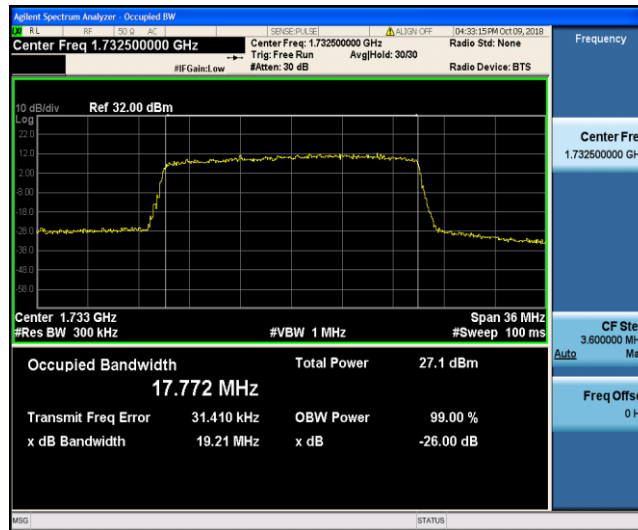 Agilent Spectrum Analyzer - Occupied BW
RL RF 50 Ω AC SENSE:PULSE ALIGN OFF 04:33:15PM Oct 09, 2018
Center Freq 1.732500000 GHz Center Freq: 1.732500000 GHz Radio Std: None Frequency
Trig: Free Run Avg|Hold: 30/30
#IFGain:Low #Atten: 30 dB Radio Device: BTS
10 dB/div Ref 32.00 dBm
Log
22.0
12.0
2.00
-8.00
-18.0
-28.0
-38.0
-48.0
-58.0
Center Fre
1.732500000 GH
Center 1.733 GHz Span 36 MHz
#Res BW 300 kHz #VBW 1 MHz #Sweep 100 ms
CF Ste
3.600000 MH
Auto Ma
Occupied Bandwidth Total Power 27.1 dBm
17.772 MHz
Freq Offse
0 H
Transmit Freq Error 31.410 kHz OBW Power 99.00 %
x dB Bandwidth 19.21 MHz x dB -26.00 dB
MSG STATUS